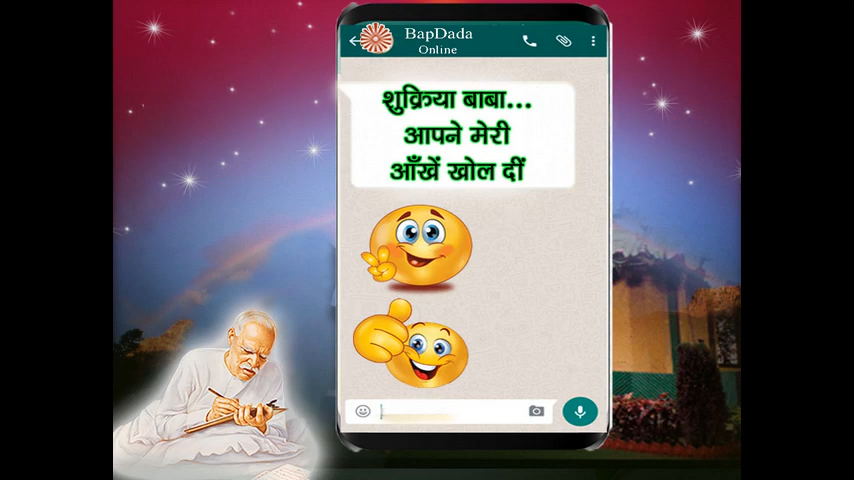 BapDada
Online
शुक्रिया बाबा...
आपने मेरी
आँखें खोल दीं